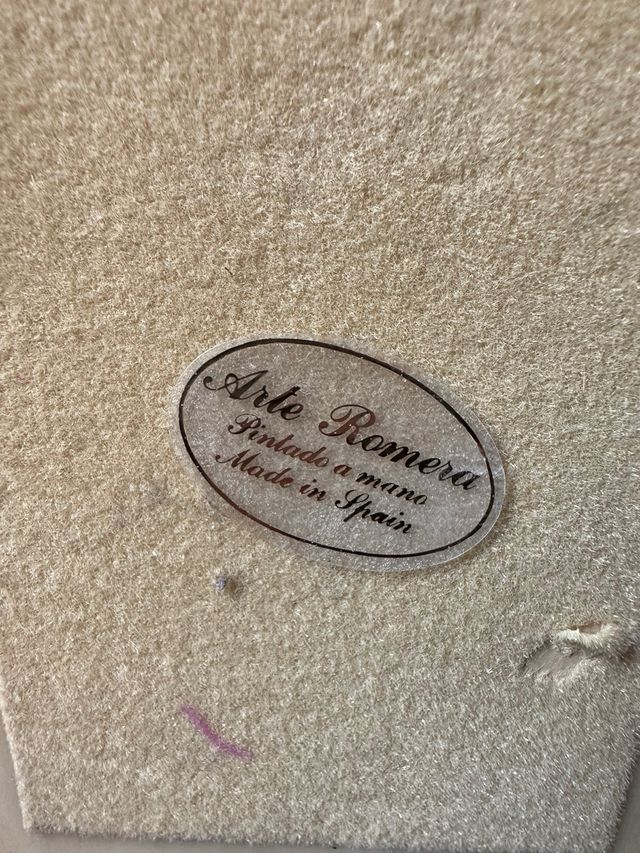 Arte Romera
Pintado a mano
Made in Spain